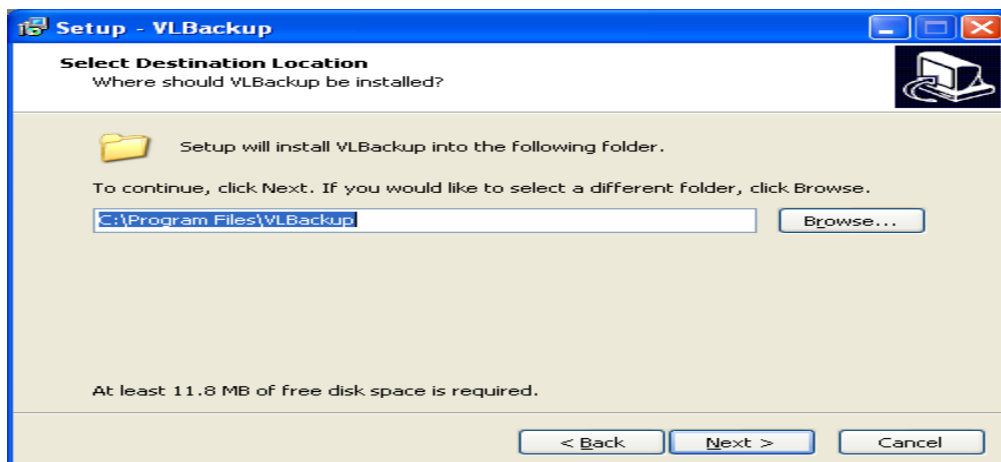 Setup - VLBackup
Select Destination Location
Where should VLBackup be installed?
Setup will install VLBackup into the following folder.
To continue, click Next. If you would like to select a different folder, click Browse.
C:\Program Files\VLBackup
Browse...
At least 11.8 MB of free disk space is required.
< Back
Next >
Cancel